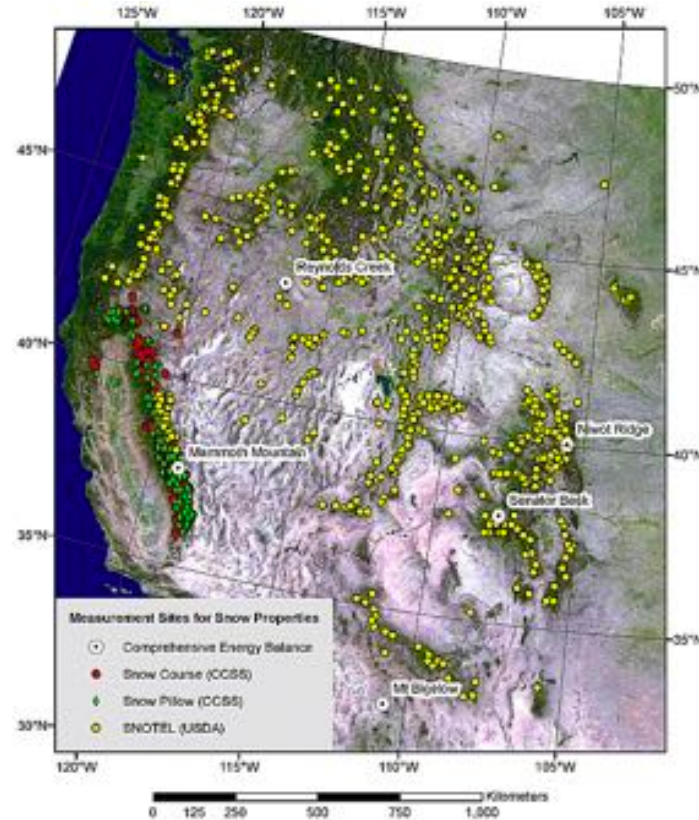 125°W 120°W 115°W 110°W 105°W
50°N
45°N
45°N
Reynolds Creek
40°N
Niwot Ridge
40°N
Mammoth Mountain
Senator Beck
35°N
35°N
Measurement Sites for Snow Properties
Comprehensive Energy Balance
Snow Course (CCSS)
Snow Pillow (CCSS)
SNOTEL (USDA)
Mt Bigelow
30°N
120°W 115°W 110°W 105°W
Kilometers
0 125 250 500 750 1,000